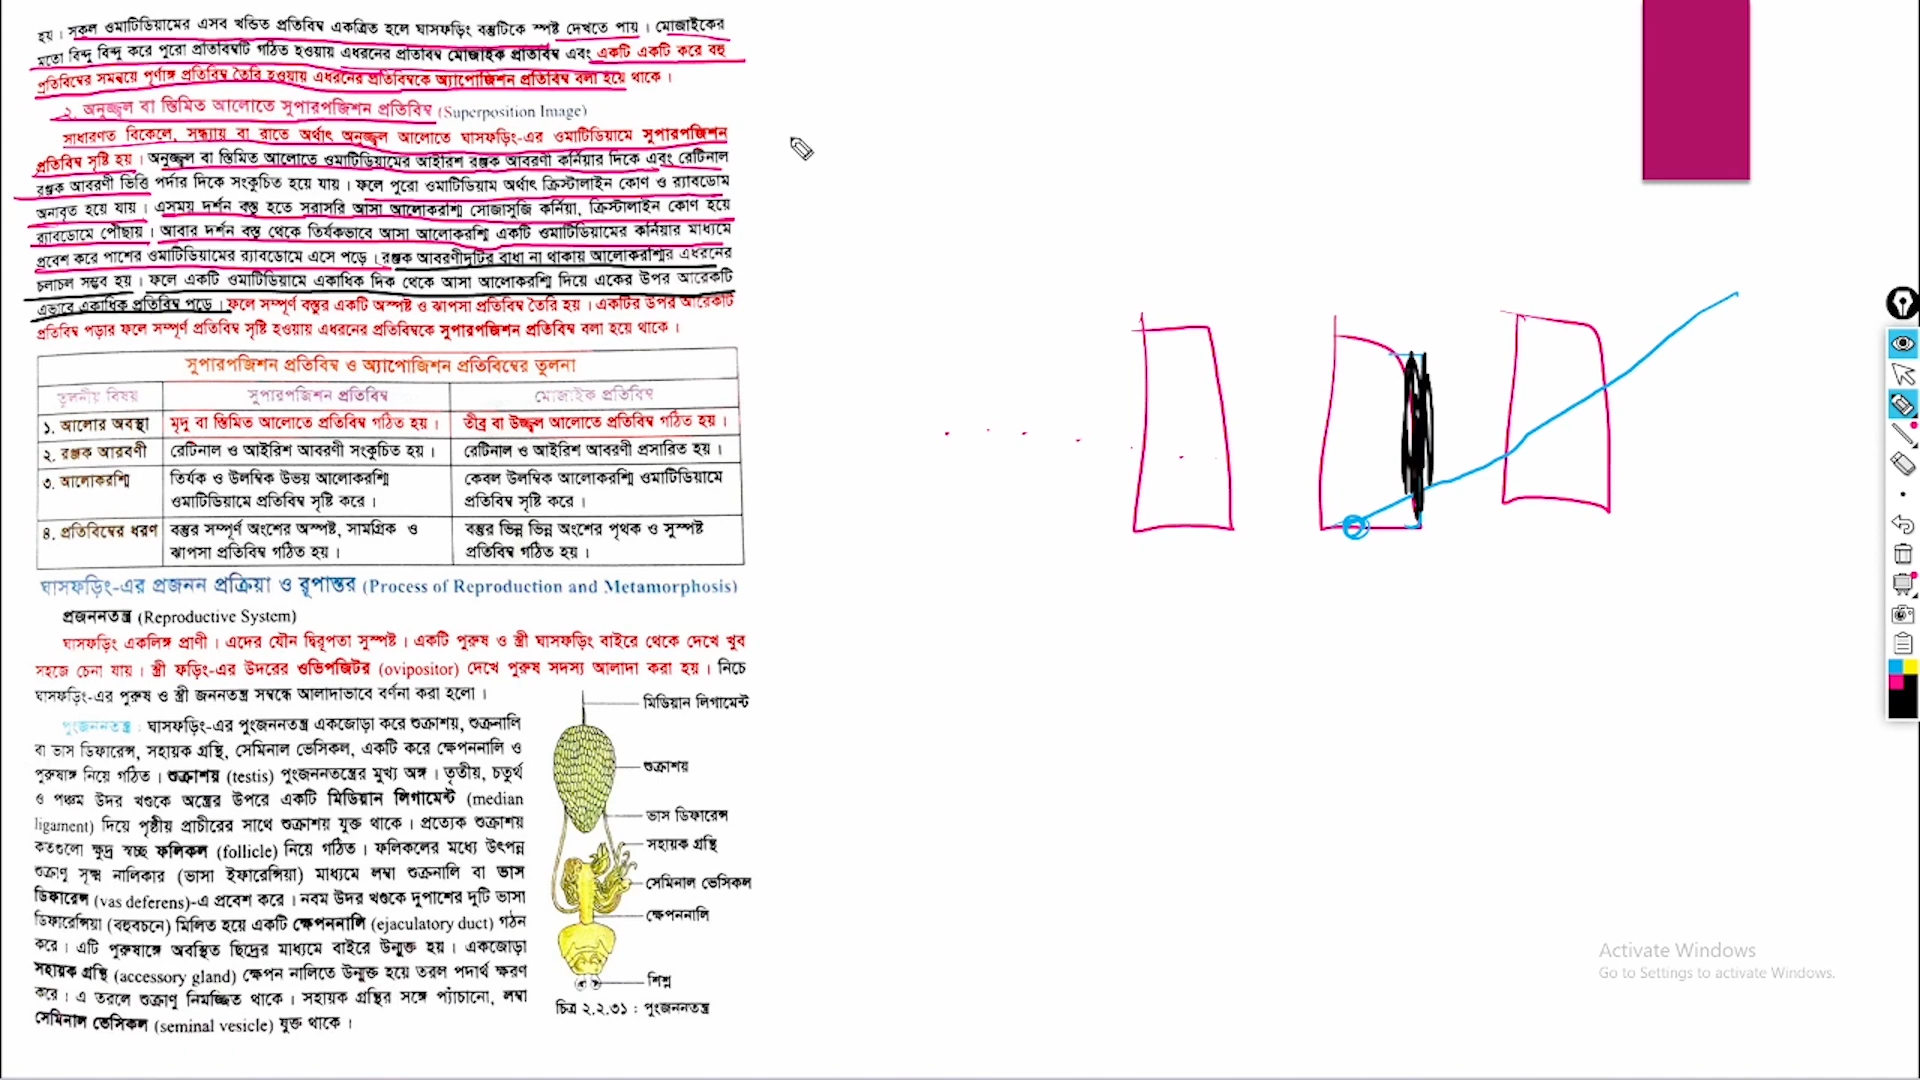 হয়। সকল ওমাটিডিয়ামের এসব খন্ডিত প্রতিবিম্ব একত্রিত হলে ঘাসফড়িং বস্তুটিকে স্পষ্ট দেখতে পায়। মোজাইকের
মতো বিন্দু বিন্দু করে পুরো প্রতিবিম্বটি গঠিত হওয়ায় এধরনের প্রতিবিম্ব মোজাইক প্রতিবিম্ব এবং একটি একটি করে বহু
প্রতিবিম্বের সমন্বয়ে পূর্ণাঙ্গ প্রতিবিম্ব তৈরি হওয়ায় এধরনের প্রতিবিম্বকে অ্যাপোজিশন প্রতিবিম্ব বলা হয়ে থাকে।
২. অনুজ্জ্বল বা স্তিমিত আলোতে সুপারপজিশন প্রতিবিম্ব (Superposition Image)
সাধারণত বিকেলে, সন্ধ্যায় বা রাতে অর্থাৎ অনুজ্জ্বল আলোতে ঘাসফড়িং-এর ওমাটিডিয়ামে সুপারপজিশন
প্রতিবিম্ব সৃষ্টি হয়। অনুজ্জ্বল বা স্তিমিত আলোতে ওমাটিডিয়ামের আইরিশ রঞ্জক আবরণী কর্নিয়ার দিকে এবং রেটিনাল
রঞ্জক আবরণী ভিত্তি পর্দার দিকে সংকুচিত হয়ে যায়। ফলে পুরো ওমাটিডিয়াম অর্থাৎ ক্রিস্টালাইন কোণ ও র‍্যাবডোম
অনাবৃত হয়ে যায়। এসময় দর্শন বস্তু হতে সরাসরি আসা আলোকরশ্মি সোজাসুজি কর্নিয়া, ক্রিস্টালাইন কোণ হয়ে
র‍্যাবডোমে পৌঁছায়। আবার দর্শন বস্তু থেকে তির্যকভাবে আসা আলোকরশ্মি একটি ওমাটিডিয়ামের কর্নিয়ার মাধ্যমে
প্রবেশ করে পাশের ওমাটিডিয়ামের র‍্যাবডোমে এসে পড়ে। রঞ্জক আবরণীদুটির বাধা না থাকায় আলোকরশ্মির এধরনের
চলাচল সম্ভব হয়। ফলে একটি ওমাটিডিয়ামে একাধিক দিক থেকে আসা আলোকরশ্মি দিয়ে একের উপর আরেকটি
এভাবে একাধিক প্রতিবিম্ব পড়ে। ফলে সম্পূর্ণ বস্তুর একটি অস্পষ্ট ও ঝাপসা প্রতিবিম্ব তৈরি হয়। একটির উপর আরেকটি
প্রতিবিম্ব পড়ার ফলে সম্পূর্ণ প্রতিবিম্ব সৃষ্টি হওয়ায় এধরনের প্রতিবিম্বকে সুপারপজিশন প্রতিবিম্ব বলা হয়ে থাকে।
সুপারপজিশন প্রতিবিম্ব ও অ্যাপোজিশন প্রতিবিম্বের তুলনা
তুলনীয় বিষয় সুপারপজিশন প্রতিবিম্ব মোজাইক প্রতিবিম্ব
১. আলোর অবস্থা মৃদু বা স্তিমিত আলোতে প্রতিবিম্ব গঠিত হয়। তীব্র বা উজ্জ্বল আলোতে প্রতিবিম্ব গঠিত হয়।
২. রঞ্জক আরবণী রেটিনাল ও আইরিশ আবরণী সংকুচিত হয়। রেটিনাল ও আইরিশ আবরণী প্রসারিত হয়।
৩. আলোকরশ্মি তির্যক ও উলম্বিক উভয় আলোকরশ্মি কেবল উলম্বিক আলোকরশ্মি ওমাটিডিয়ামে
ওমাটিডিয়ামে প্রতিবিম্ব সৃষ্টি করে। প্রতিবিম্ব সৃষ্টি করে।
৪. প্রতিবিম্বের ধরণ বস্তুর সম্পূর্ণ অংশের অস্পষ্ট, সামগ্রিক ও বস্তুর ভিন্ন ভিন্ন অংশের পৃথক ও সুস্পষ্ট
ঝাপসা প্রতিবিম্ব গঠিত হয়। প্রতিবিম্ব গঠিত হয়।
ঘাসফড়িং-এর প্রজনন প্রক্রিয়া ও রূপান্তর (Process of Reproduction and Metamorphosis)
প্রজননতন্ত্র (Reproductive System)
ঘাসফড়িং একলিঙ্গ প্রাণী। এদের যৌন দ্বিরূপতা সুস্পষ্ট। একটি পুরুষ ও স্ত্রী ঘাসফড়িং বাইরে থেকে দেখে খুব
সহজে চেনা যায়। স্ত্রী ফড়িং-এর উদরের ওভিপজিটর (ovipositor) দেখে পুরুষ সদস্য আলাদা করা হয়। নিচে
ঘাসফড়িং-এর পুরুষ ও স্ত্রী জননতন্ত্র সম্বন্ধে আলাদাভাবে বর্ণনা করা হলো।
পুংজননতন্ত্র : ঘাসফড়িং-এর পুংজননতন্ত্র একজোড়া করে শুক্রাশয়, শুক্রনালি
বা ভাস ডিফারেন্স, সহায়ক গ্রন্থি, সেমিনাল ভেসিকল, একটি করে ক্ষেপননালি ও
পুরুষাঙ্গ নিয়ে গঠিত। শুক্রাশয় (testis) পুংজননতন্ত্রের মুখ্য অঙ্গ। তৃতীয়, চতুর্থ
ও পঞ্চম উদর খণ্ডকে অন্ত্রের উপরে একটি মিডিয়ান লিগামেন্ট (median
ligament) দিয়ে পৃষ্ঠীয় প্রাচীরের সাথে শুক্রাশয় যুক্ত থাকে। প্রত্যেক শুক্রাশয়
কতগুলো ক্ষুদ্র স্বচ্ছ ফলিকল (follicle) নিয়ে গঠিত। ফলিকলের মধ্যে উৎপন্ন
শুক্রাণু সূক্ষ্ম নালিকার (ভাসা ইফারেন্সিয়া) মাধ্যমে লম্বা শুক্রনালি বা ভাস
ডিফারেন্স (vas deferens)-এ প্রবেশ করে। নবম উদর খণ্ডকে দুপাশের দুটি ভাসা
ডিফারেন্সিয়া (বহুবচনে) মিলিত হয়ে একটি ক্ষেপননালি (ejaculatory duct) গঠন
করে। এটি পুরুষাঙ্গে অবস্থিত ছিদ্রের মাধ্যমে বাইরে উন্মুক্ত হয়। একজোড়া
সহায়ক গ্রন্থি (accessory gland) ক্ষেপন নালিতে উন্মুক্ত হয়ে তরল পদার্থ ক্ষরণ
করে। এ তরলে শুক্রাণু নিমজ্জিত থাকে। সহায়ক গ্রন্থির সঙ্গে প্যাঁচানো, লম্বা
সেমিনাল ভেসিকল (seminal vesicle) যুক্ত থাকে।
মিডিয়ান লিগামেন্ট
শুক্রাশয়
ভাস ডিফারেন্স
সহায়ক গ্রন্থি
সেমিনাল ভেসিকল
ক্ষেপননালি
শিশ্ন
চিত্র ২.২.৩১ : পুংজননতন্ত্র
Activate Windows
Go to Settings to activate Windows.